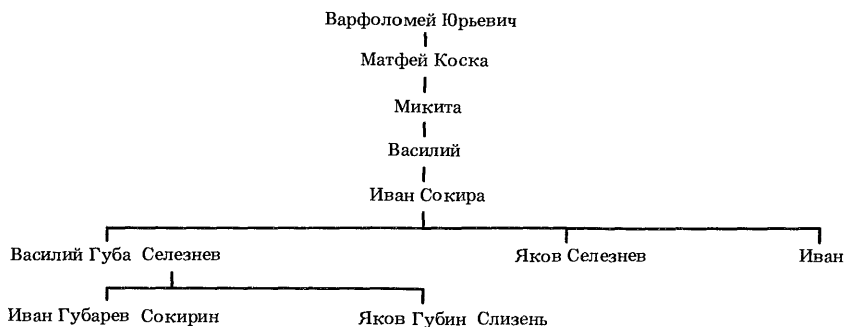 Варфоломей Юрьевич
Матфей Коска
Микита
Василий
Иван Сокира
Василий Губа Селезнев Яков Селезнев Иван
Иван Губарев Сокирин Яков Губин Слизень